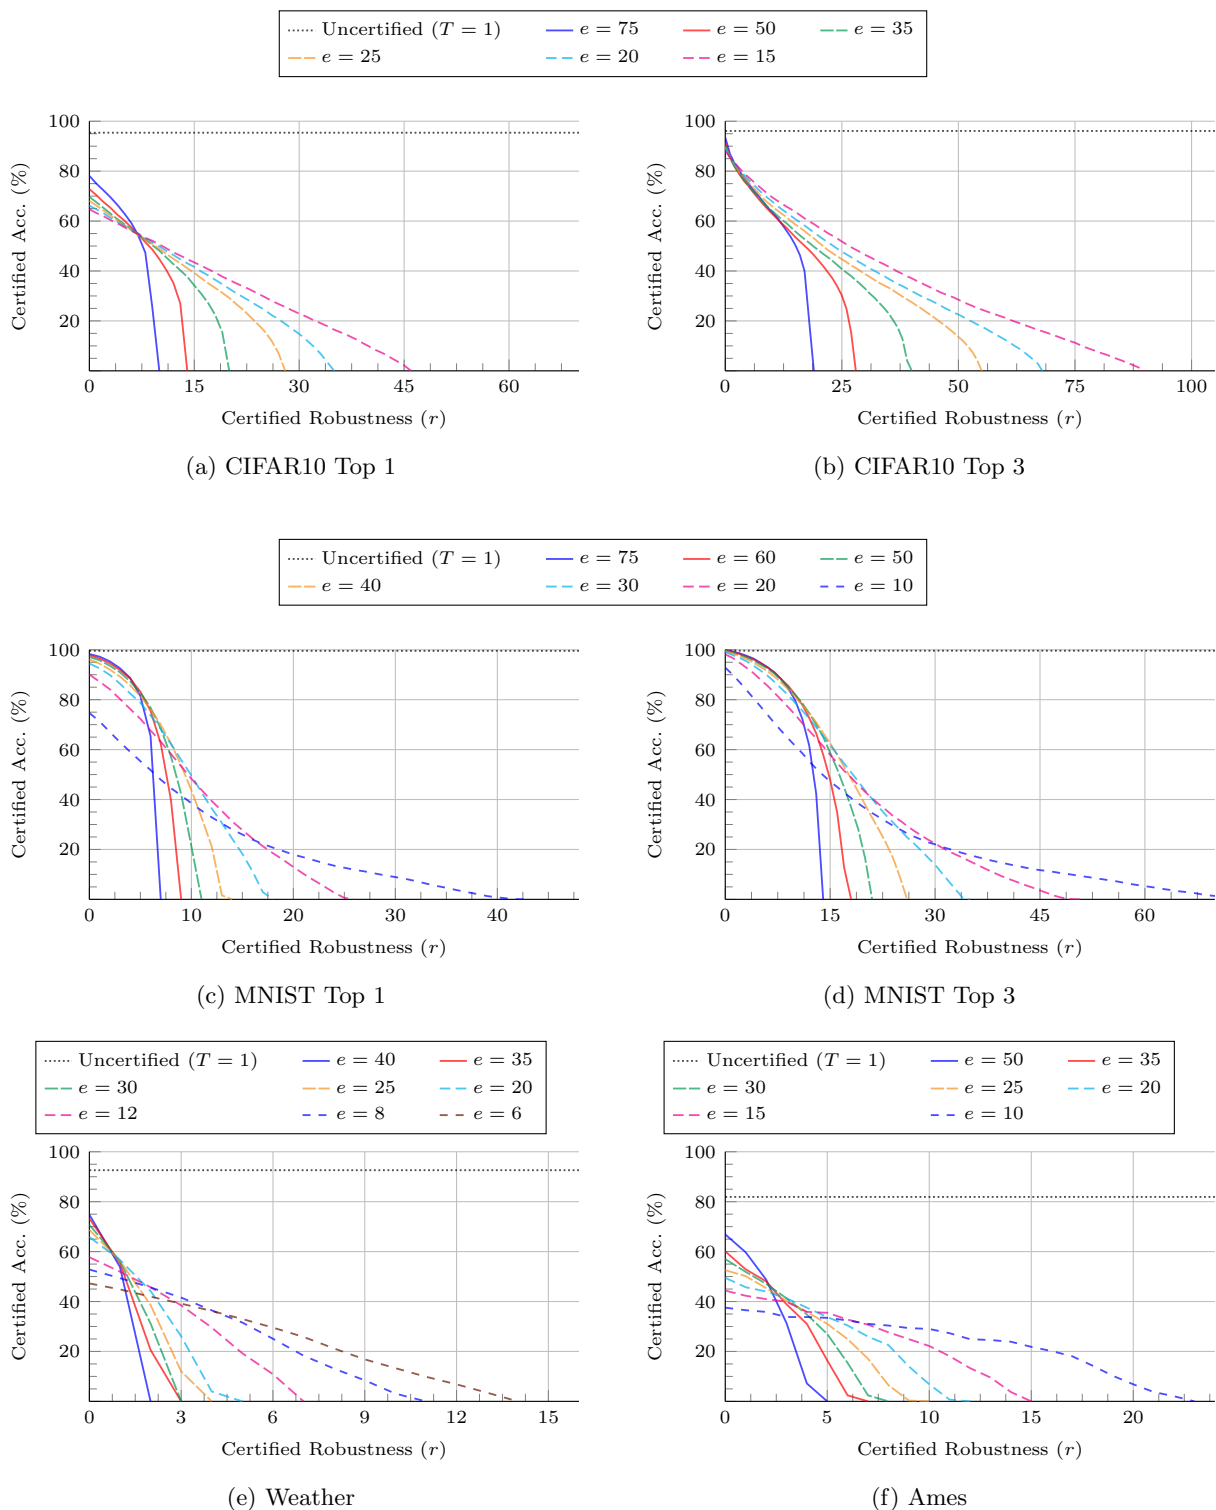 Uncertified (T = 1) e = 75 e = 50 e = 35
e = 25 e = 20 e = 15
100
80
60
40
20
0 15 30 45 60
Certified Acc. (%)
Certified Robustness (r)
(a) CIFAR10 Top 1
100
80
60
40
20
0 25 50 75 100
Certified Acc. (%)
Certified Robustness (r)
(b) CIFAR10 Top 3
Uncertified (T = 1) e = 75 e = 60 e = 50
e = 40 e = 30 e = 20 e = 10
100
80
60
40
20
0 20 30 40
Certified Acc. (%)
Certified Robustness (r)
(c) MNIST Top 1
100
80
60
40
20
0 15 30 45 60
Certified Acc. (%)
Certified Robustness (r)
(d) MNIST Top 3
Uncertified (T = 1) e = 40 e = 35
e = 30 e = 25 e = 20
e = 12 e = 8 e = 6
100
80
60
40
20
0 3 6 9 12 15
Certified Acc. (%)
Certified Robustness (r)
(e) Weather
Uncertified (T = 1) e = 50 e = 35
e = 30 e = 25 e = 20
e = 15 e = 10
100
80
60
40
20
0 5 10 15 20
Certified Acc. (%)
Certified Robustness (r)
(f) Ames